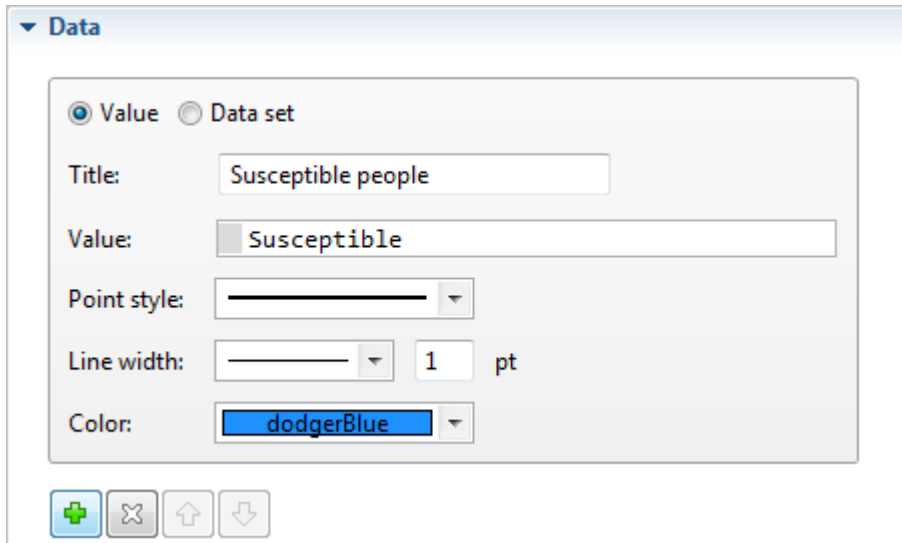 Data
Value Data set
Title: Susceptible people
Value: Susceptible
Point style:
Line width: 1 pt
Color: dodgerBlue